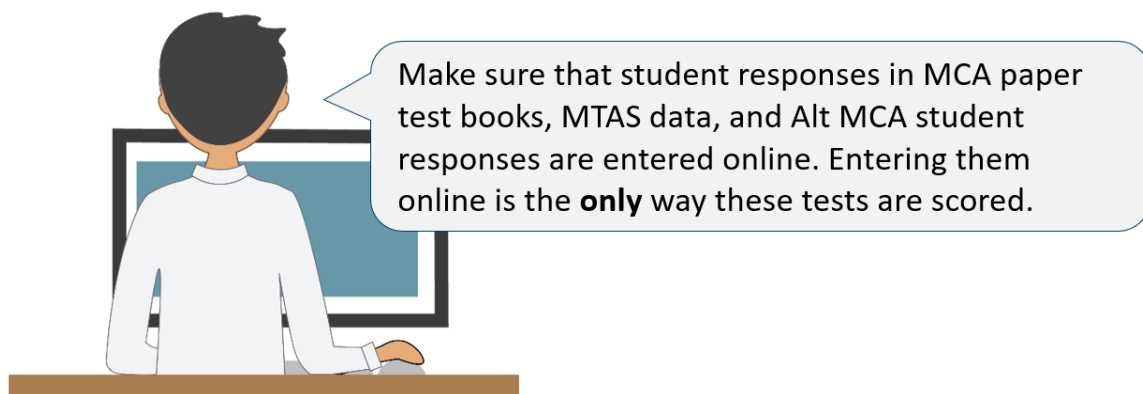 Make sure that student responses in MCA paper
test books, MTAS data, and Alt MCA student
responses are entered online. Entering them
online is the only way these tests are scored.